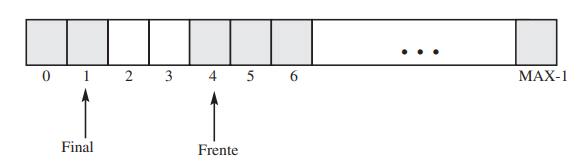 • • •
0 1 2 3 4 5 6 MAX-1
Final
Frente